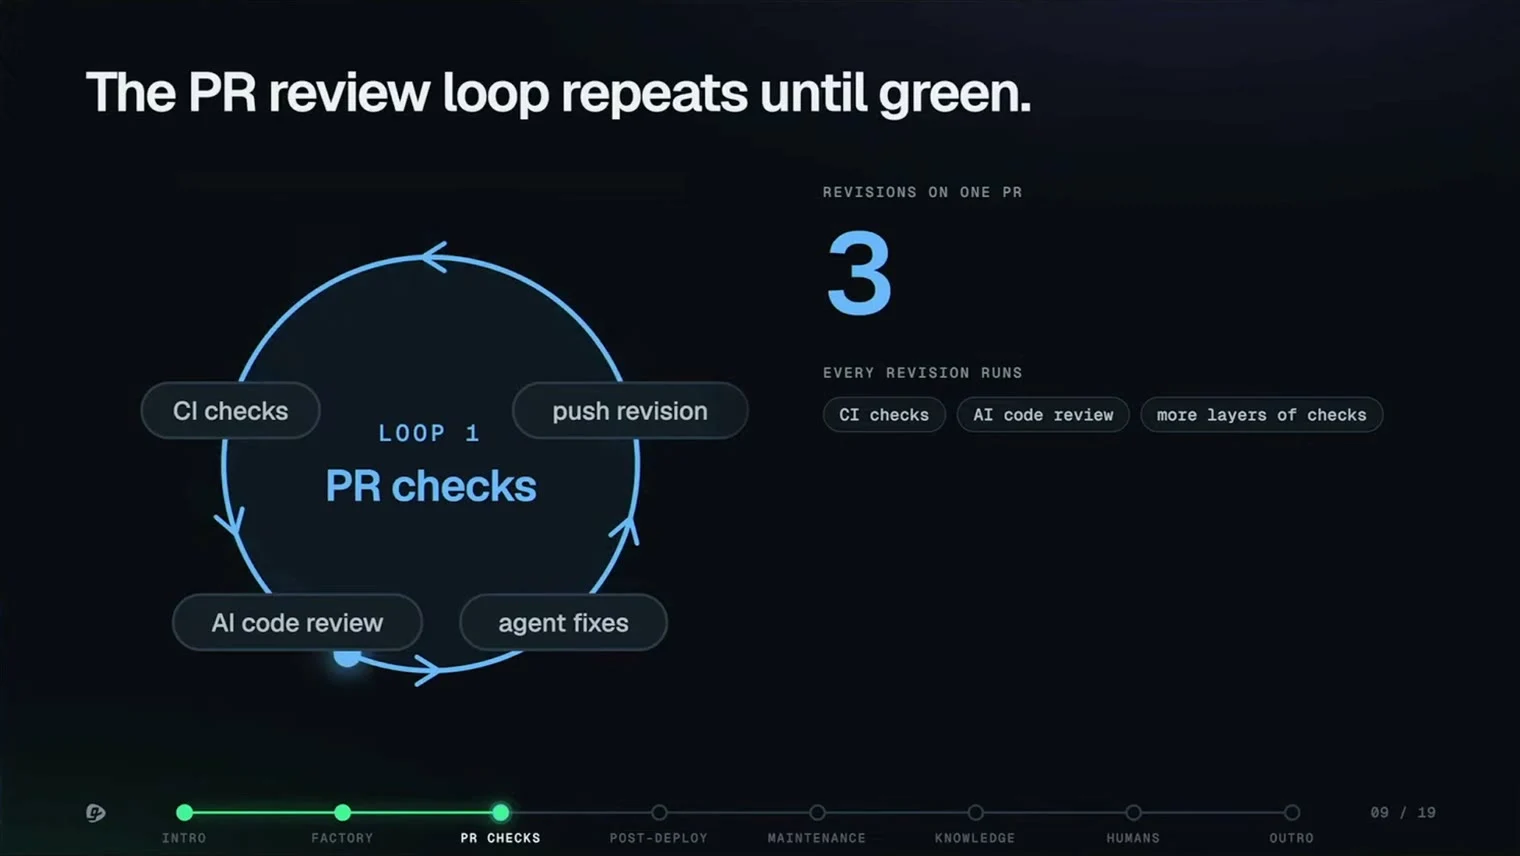 The PR review loop repeats until green.
CI checks
push revision
LOOP 1
PR checks
AI code review
agent fixes
REVISIONS ON ONE PR
3
EVERY REVISION RUNS
CI checks
AI code review
more layers of checks
INTRO
FACTORY
PR CHECKS
POST-DEPLOY
MAINTENANCE
KNOWLEDGE
HUMANS
OUTRO
09 / 19